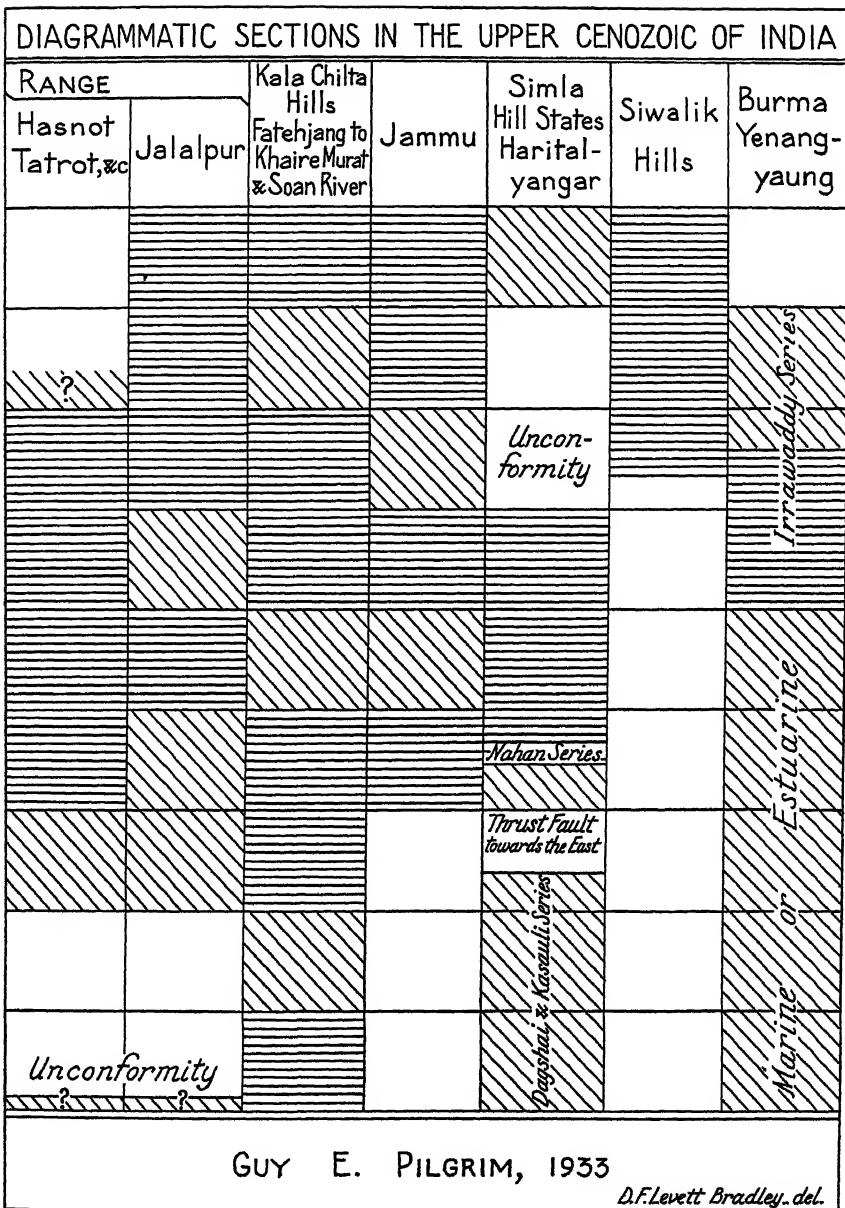 DIAGRAMMATIC SECTIONS IN THE UPPER CENOZOIC OF INDIA
RANGE
Hasnot
Tatrot, &c
Jalalpur
Kala Chilta
Hills
Fatehjang to
Khaire Murat
& Soan River
Jammu
Simla
Hill States
Harital-
yangar
Siwalik
Hills
Burma
Yenang-
yaung
?
Uncon-
formity
Irrawaddy Series
Nahan Series
Thrust Fault
towards the East
Dagshai & Kasauli Series
Marine or Estuarine
Unconformity
? ?
GUY E. PILGRIM, 1933
D.F. Levett Bradley. del.